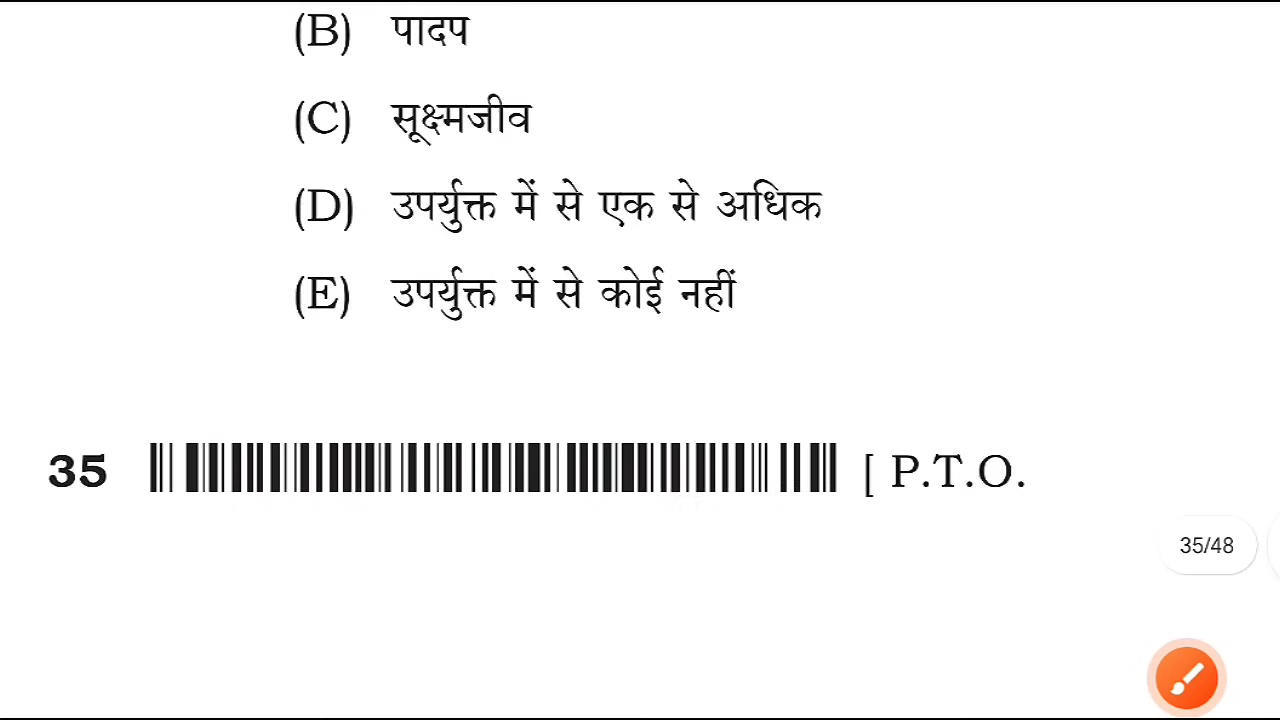 (B) पादप
(C) सूक्ष्मजीव
(D) उपर्युक्त में से एक से अधिक
(E) उपर्युक्त में से कोई नहीं
35 [ P.T.O.
35/48